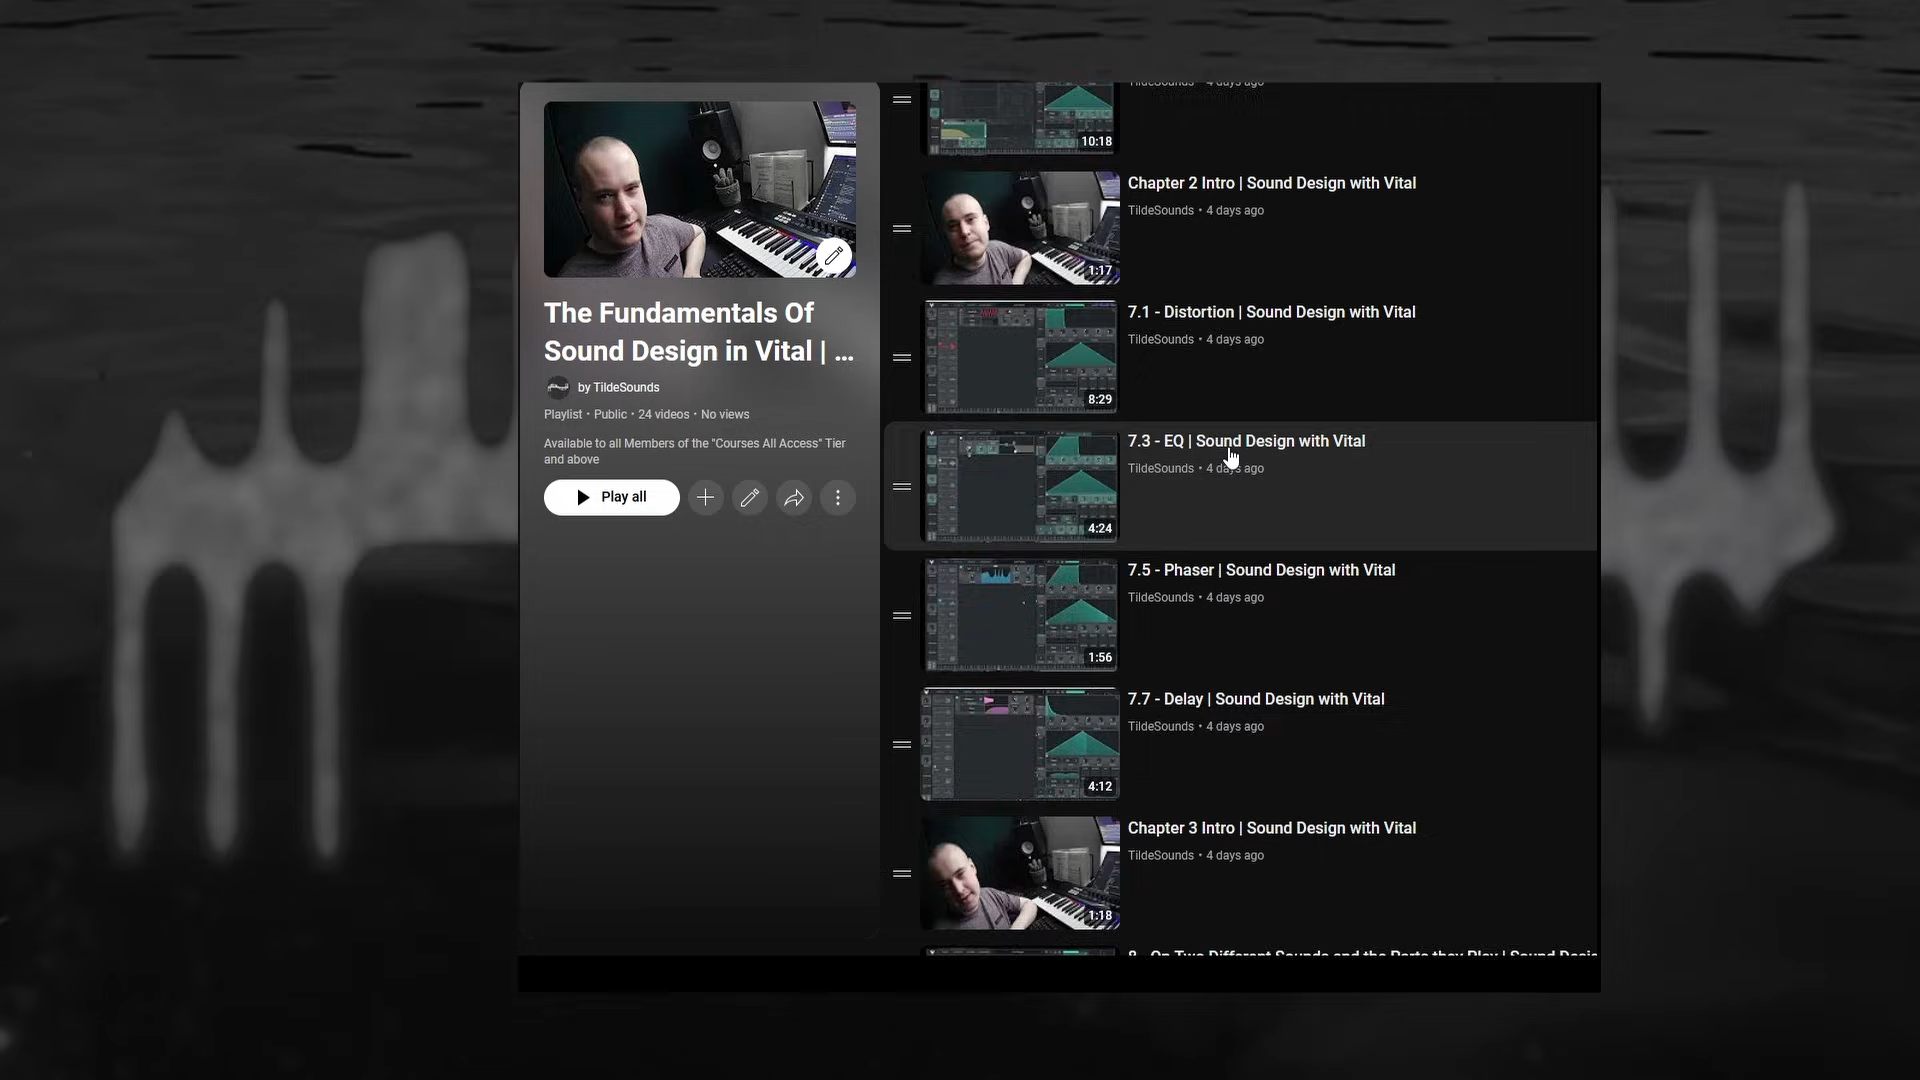 The Fundamentals Of
Sound Design in Vital | ...
by TildeSounds
Playlist • Public • 24 videos • No views
Available to all Members of the "Courses All Access" Tier
and above
Play all
TildeSounds • 4 days ago
10:18
Chapter 2 Intro | Sound Design with Vital
TildeSounds • 4 days ago
1:17
7.1 - Distortion | Sound Design with Vital
TildeSounds • 4 days ago
8:29
7.3 - EQ | Sound Design with Vital
TildeSounds • 4 days ago
4:24
7.5 - Phaser | Sound Design with Vital
TildeSounds • 4 days ago
1:56
7.7 - Delay | Sound Design with Vital
TildeSounds • 4 days ago
4:12
Chapter 3 Intro | Sound Design with Vital
TildeSounds • 4 days ago
1:18
8 - On Two Different Sounds and the Parts they Play | Sound Desig